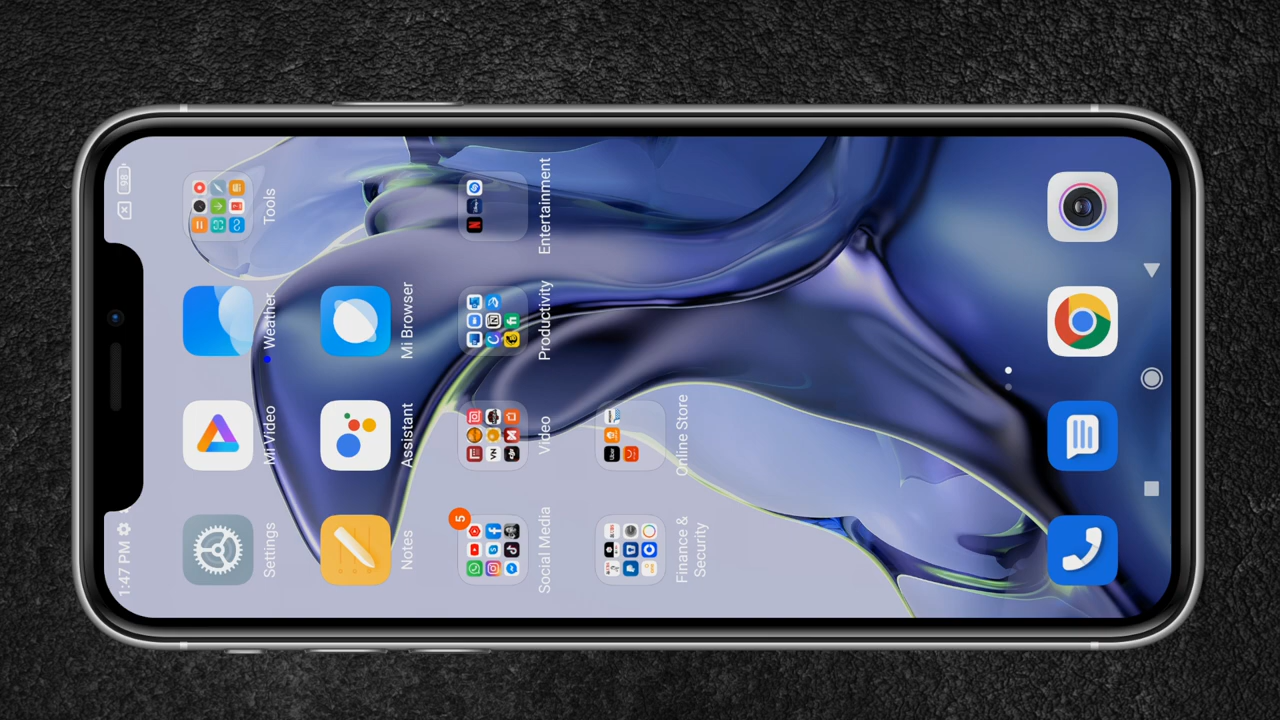 1:47 PM
98
Settings
Mi Video
Weather
Tools
Notes
Assistant
Mi Browser
5
Social Media
Video
Productivity
Entertainment
Finance &
Security
Online Store